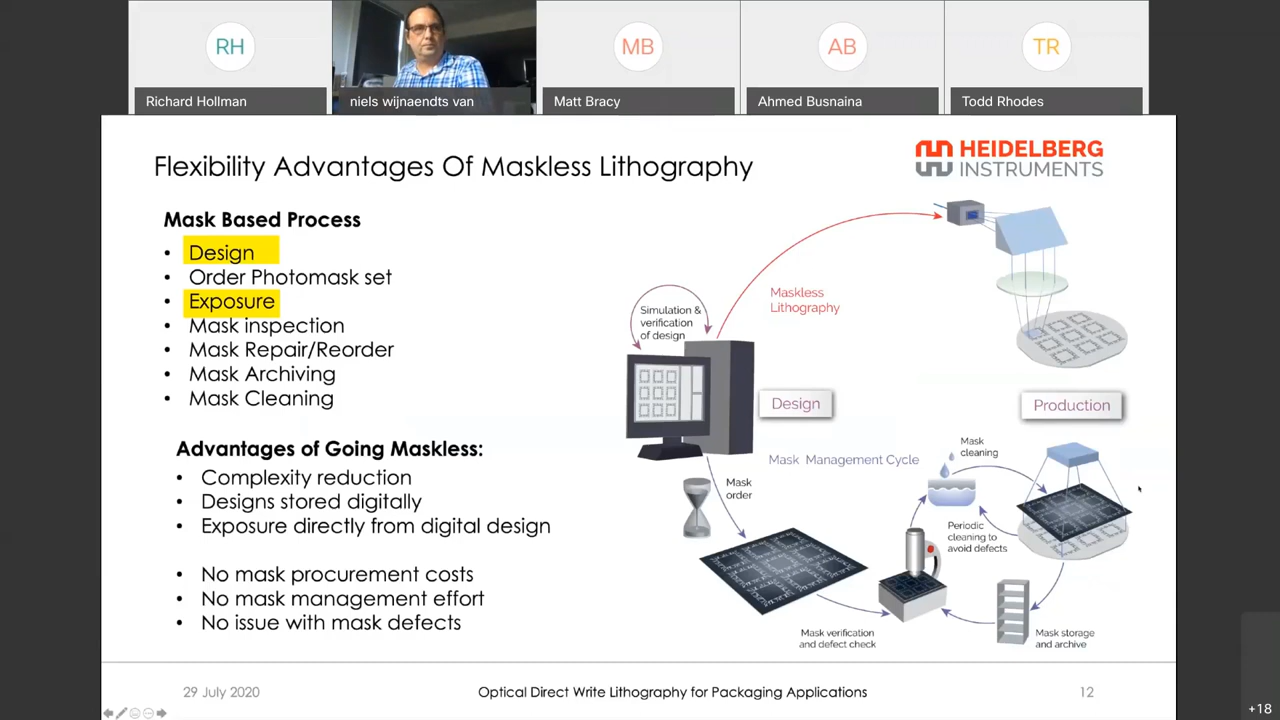 RH
MB
AB
TR
Richard Hollman
niels wijnaendts van
Matt Bracy
Ahmed Busnaina
Todd Rhodes
Flexibility Advantages Of Maskless Lithography
HEIDELBERG
INSTRUMENTS
Mask Based Process
• Design
• Order Photomask set
• Exposure
• Mask inspection
• Mask Repair/Reorder
• Mask Archiving
• Mask Cleaning
Advantages of Going Maskless:
• Complexity reduction
• Designs stored digitally
• Exposure directly from digital design
• No mask procurement costs
• No mask management effort
• No issue with mask defects
Simulation &
verification
of design
Maskless
Lithography
Design
Production
Mask Management Cycle
Mask
order
Mask
cleaning
Periodic
cleaning to
avoid defects
Mask verification
and defect check
Mask storage
and archive
29 July 2020
Optical Direct Write Lithography for Packaging Applications
12
+18